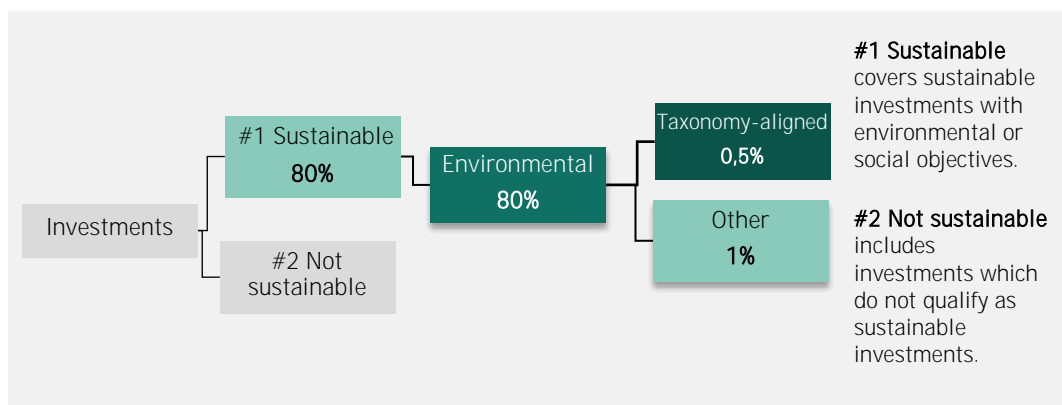 Investments
#1 Sustainable
80%
#2 Not
sustainable
Environmental
80%
Taxonomy-aligned
0,5%
Other
1%
#1 Sustainable
covers sustainable
investments with
environmental or
social objectives.
#2 Not sustainable
includes
investments which
do not qualify as
sustainable
investments.